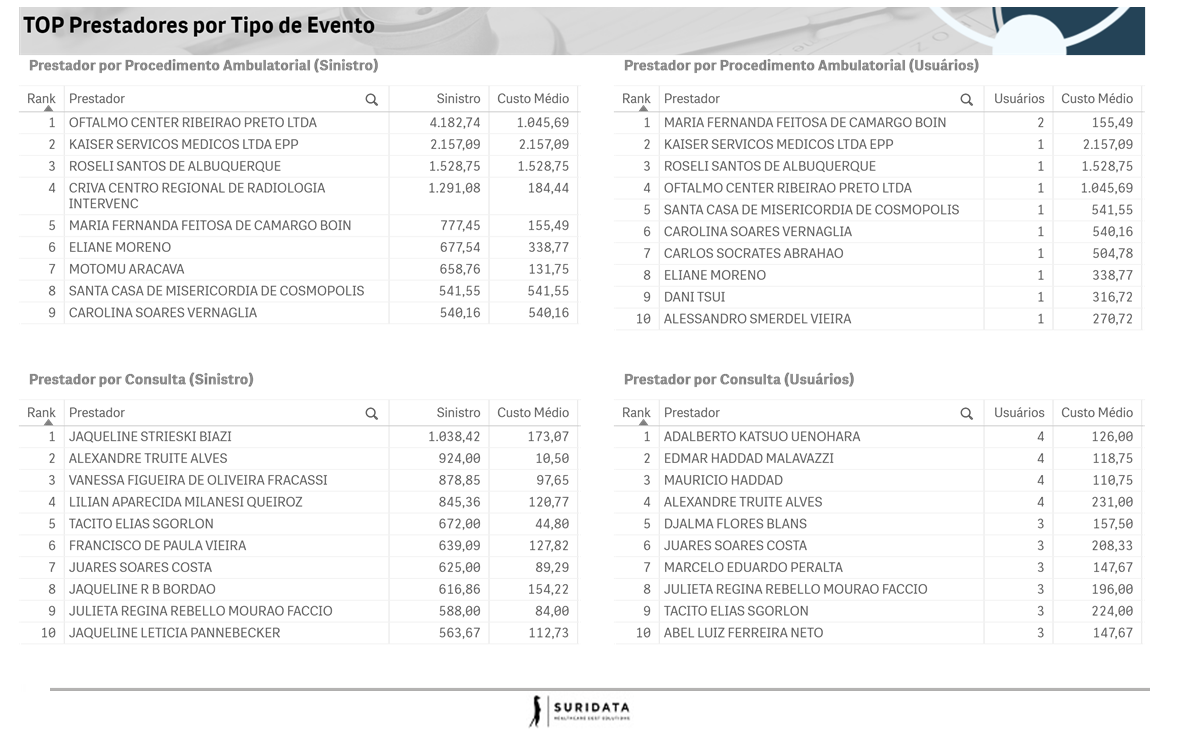 TOP Prestadores por Tipo de Evento
Prestador por Procedimento Ambulatorial (Sinistro)
Rank Prestador Sinistro Custo Médio
1 OFTALMO CENTER RIBEIRAO PRETO LTDA 4.182,74 1.045,69
2 KAISER SERVICOS MEDICOS LTDA EPP 2.157,09 2.157,09
3 ROSELI SANTOS DE ALBUQUERQUE 1.528,75 1.528,75
4 CRIVA CENTRO REGIONAL DE RADIOLOGIA 1.291,08 184,44
INTERVENC
5 MARIA FERNANDA FEITOSA DE CAMARGO BOIN 777,45 155,49
6 ELIANE MORENO 677,54 338,77
7 MOTOMU ARACAVA 658,76 131,75
8 SANTA CASA DE MISERICORDIA DE COSMOPOLIS 541,55 541,55
9 CAROLINA SOARES VERNAGLIA 540,16 540,16
Prestador por Procedimento Ambulatorial (Usuários)
Rank Prestador Usuários Custo Médio
1 MARIA FERNANDA FEITOSA DE CAMARGO BOIN 2 155,49
2 KAISER SERVICOS MEDICOS LTDA EPP 1 2.157,09
3 ROSELI SANTOS DE ALBUQUERQUE 1 1.528,75
4 OFTALMO CENTER RIBEIRAO PRETO LTDA 1 1.045,69
5 SANTA CASA DE MISERICORDIA DE COSMOPOLIS 1 541,55
6 CAROLINA SOARES VERNAGLIA 1 540,16
7 CARLOS SOCRATES ABRAHAO 1 504,78
8 ELIANE MORENO 1 338,77
9 DANI TSUI 1 316,72
10 ALESSANDRO SMERDEL VIEIRA 1 270,72
Prestador por Consulta (Sinistro)
Rank Prestador Sinistro Custo Médio
1 JAQUELINE STRIESKI BIAZI 1.038,42 173,07
2 ALEXANDRE TRUITE ALVES 924,00 10,50
3 VANESSA FIGUEIRA DE OLIVEIRA FRACASSI 878,85 97,65
4 LILIAN APARECIDA MILANESI QUEIROZ 845,36 120,77
5 TACITO ELIAS SGORLON 672,00 44,80
6 FRANCISCO DE PAULA VIEIRA 639,09 127,82
7 JUARES SOARES COSTA 625,00 89,29
8 JAQUELINE R B BORDAO 616,86 154,22
9 JULIETA REGINA REBELLO MOURAO FACCIO 588,00 84,00
10 JAQUELINE LETICIA PANNEBECKER 563,67 112,73
Prestador por Consulta (Usuários)
Rank Prestador Usuários Custo Médio
1 ADALBERTO KATSUO UENOHARA 4 126,00
2 EDMAR HADDAD MALAVAZZI 4 118,75
3 MAURICIO HADDAD 4 110,75
4 ALEXANDRE TRUITE ALVES 4 231,00
5 DJALMA FLORES BLANS 3 157,50
6 JUARES SOARES COSTA 3 208,33
7 MARCELO EDUARDO PERALTA 3 147,67
8 JULIETA REGINA REBELLO MOURAO FACCIO 3 196,00
9 TACITO ELIAS SGORLON 3 224,00
10 ABEL LUIZ FERREIRA NETO 3 147,67
SURIDATA
HEALTHCARE COST SOLUTIONS